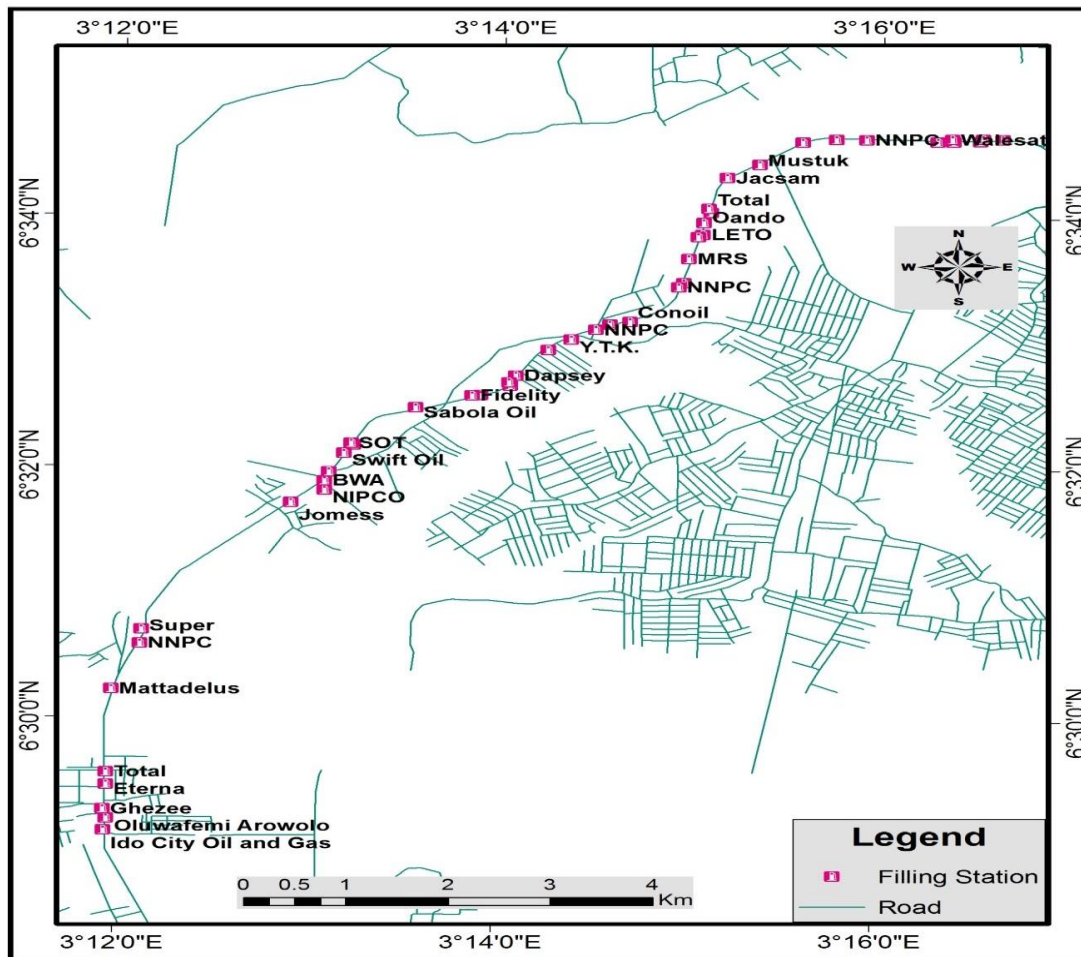 3°12'0"E
3°14'0"E
3°16'0"E
NNPC
Walesat
Mustuk
Jacsam
Total
6°34'0"N
6°34'0"N
Oando
LETO
N
W
E
S
MRS
NNPC
Conoil
NNPC
Y.T.K.
Dapsey
Fidelity
Sabola Oil
SOT
Swift Oil
6°32'0"N
6°32'0"N
BWA
NIPCO
Jomess
Super
NNPC
Mattadelus
6°30'0"N
6°30'0"N
Total
Eterna
Ghezee
Oluwafemi Arowolo
Ido City Oil and Gas
Legend
Filling Station
Road
0 0.5 1 2 3 4
Km
3°12'0"E
3°14'0"E
3°16'0"E